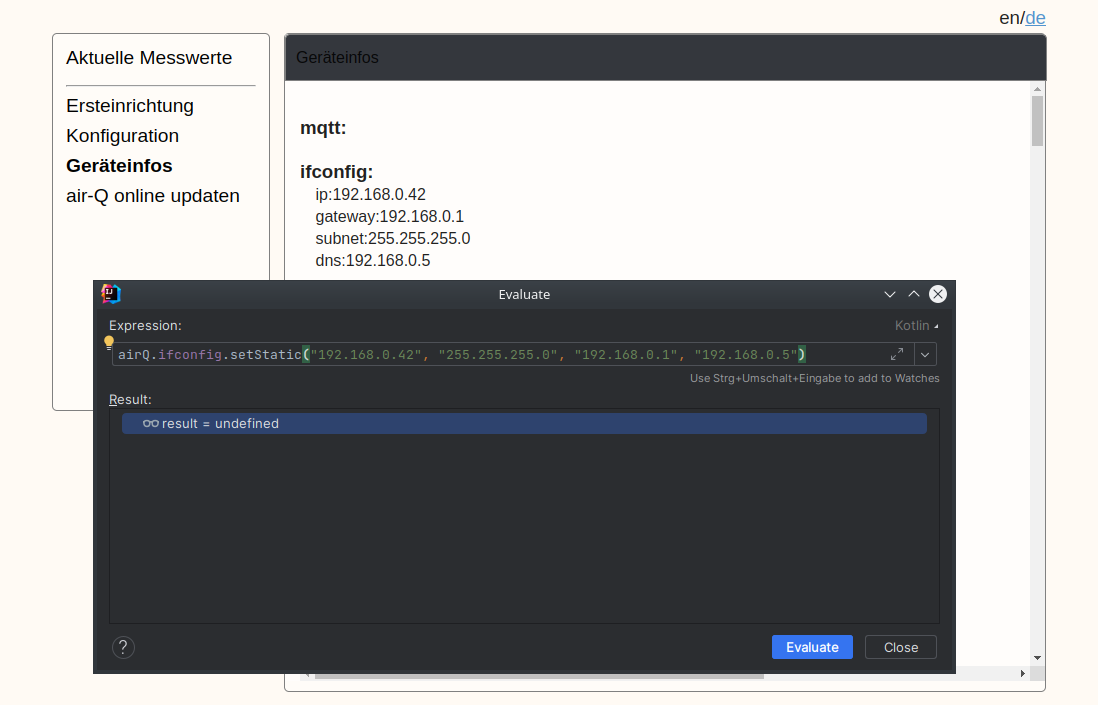 en/de
Aktuelle Messwerte
Ersteinrichtung
Konfiguration
Geräteinfos
air-Q online updaten
Geräteinfos
mqtt:
ifconfig:
ip:192.168.0.42
gateway:192.168.0.1
subnet:255.255.255.0
dns:192.168.0.5
Evaluate
Expression:
Kotlin
airQ.ifconfig.setStatic("192.168.0.42", "255.255.255.0", "192.168.0.1", "192.168.0.5")
Use Strg+Umschalt+Eingabe to add to Watches
Result:
result = undefined
?
Evaluate
Close